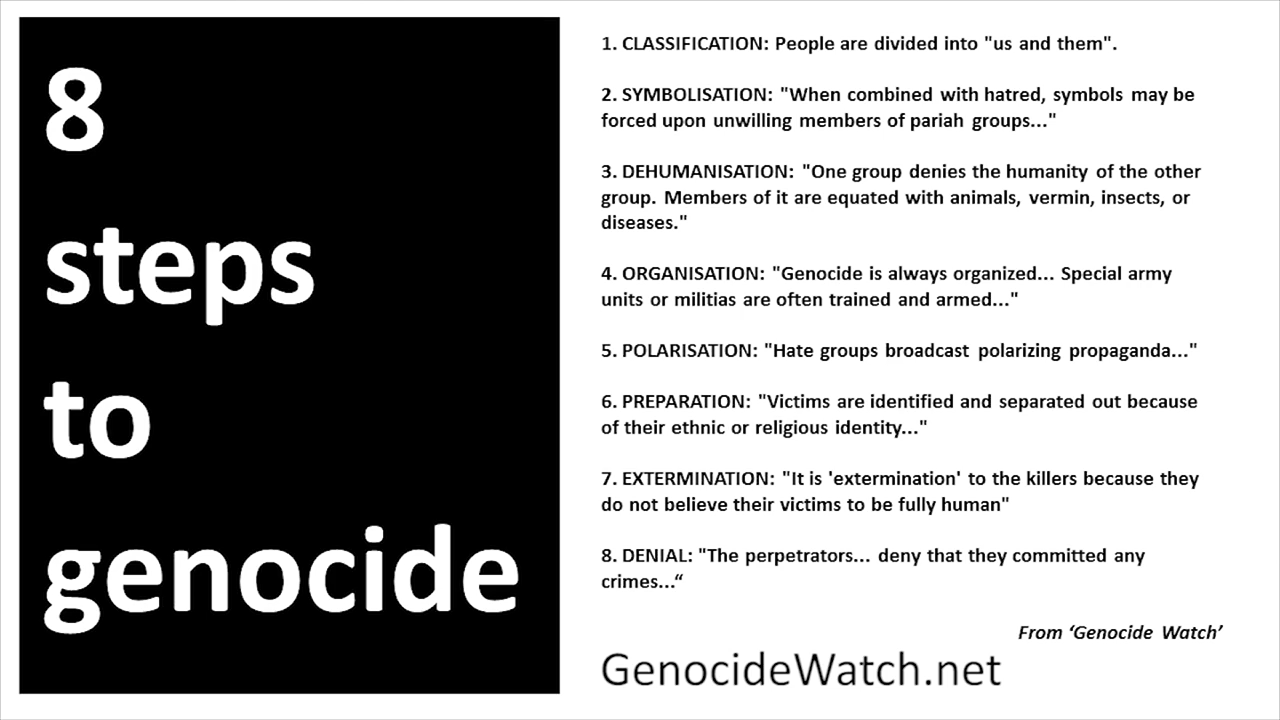 8
steps
to
genocide
1. CLASSIFICATION: People are divided into "us and them".
2. SYMBOLISATION: "When combined with hatred, symbols may be
forced upon unwilling members of pariah groups..."
3. DEHUMANISATION: "One group denies the humanity of the other
group. Members of it are equated with animals, vermin, insects, or
diseases."
4. ORGANISATION: "Genocide is always organized... Special army
units or militias are often trained and armed..."
5. POLARISATION: "Hate groups broadcast polarizing propaganda..."
6. PREPARATION: "Victims are identified and separated out because
of their ethnic or religious identity..."
7. EXTERMINATION: "It is 'extermination' to the killers because they
do not believe their victims to be fully human"
8. DENIAL: "The perpetrators... deny that they committed any
crimes...“
From ‘Genocide Watch’
GenocideWatch.net